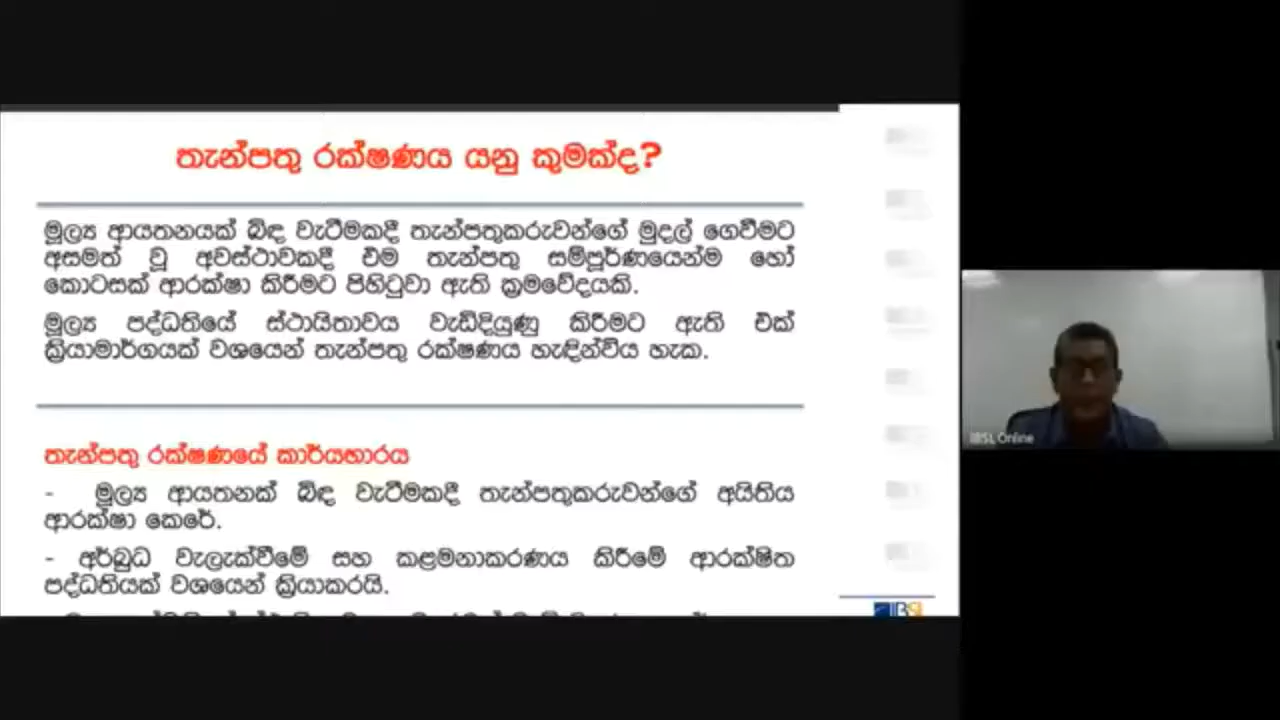 තැන්පතු රක්ෂණය යනු කුමක්ද?
මූල්‍ය ආයතනයක් බිඳ වැටීමකදී තැන්පතුකරුවන්ගේ මුදල් ගෙවීමට
අසමත් වූ අවස්ථාවකදී එම තැන්පතු සම්පූර්ණයෙන්ම හෝ
කොටසක් ආරක්ෂා කිරීමට පිහිටුවා ඇති ක්‍රමවේදයකි.
මූල්‍ය පද්ධතියේ ස්ථායිතාවය වැඩිදියුණු කිරීමට ඇති එක්
ක්‍රියාමාර්ගයක් වශයෙන් තැන්පතු රක්ෂණය හැඳින්විය හැක.
තැන්පතු රක්ෂණයේ කාර්යභාරය
- මූල්‍ය ආයතනක් බිඳ වැටීමකදී තැන්පතුකරුවන්ගේ අයිතිය
ආරක්ෂා කෙරේ.
- අර්බුධ වැලැක්වීමේ සහ කළමනාකරණය කිරීමේ ආරක්ෂිත
පද්ධතියක් වශයෙන් ක්‍රියාකරයි.
IBSL
IBSL Online